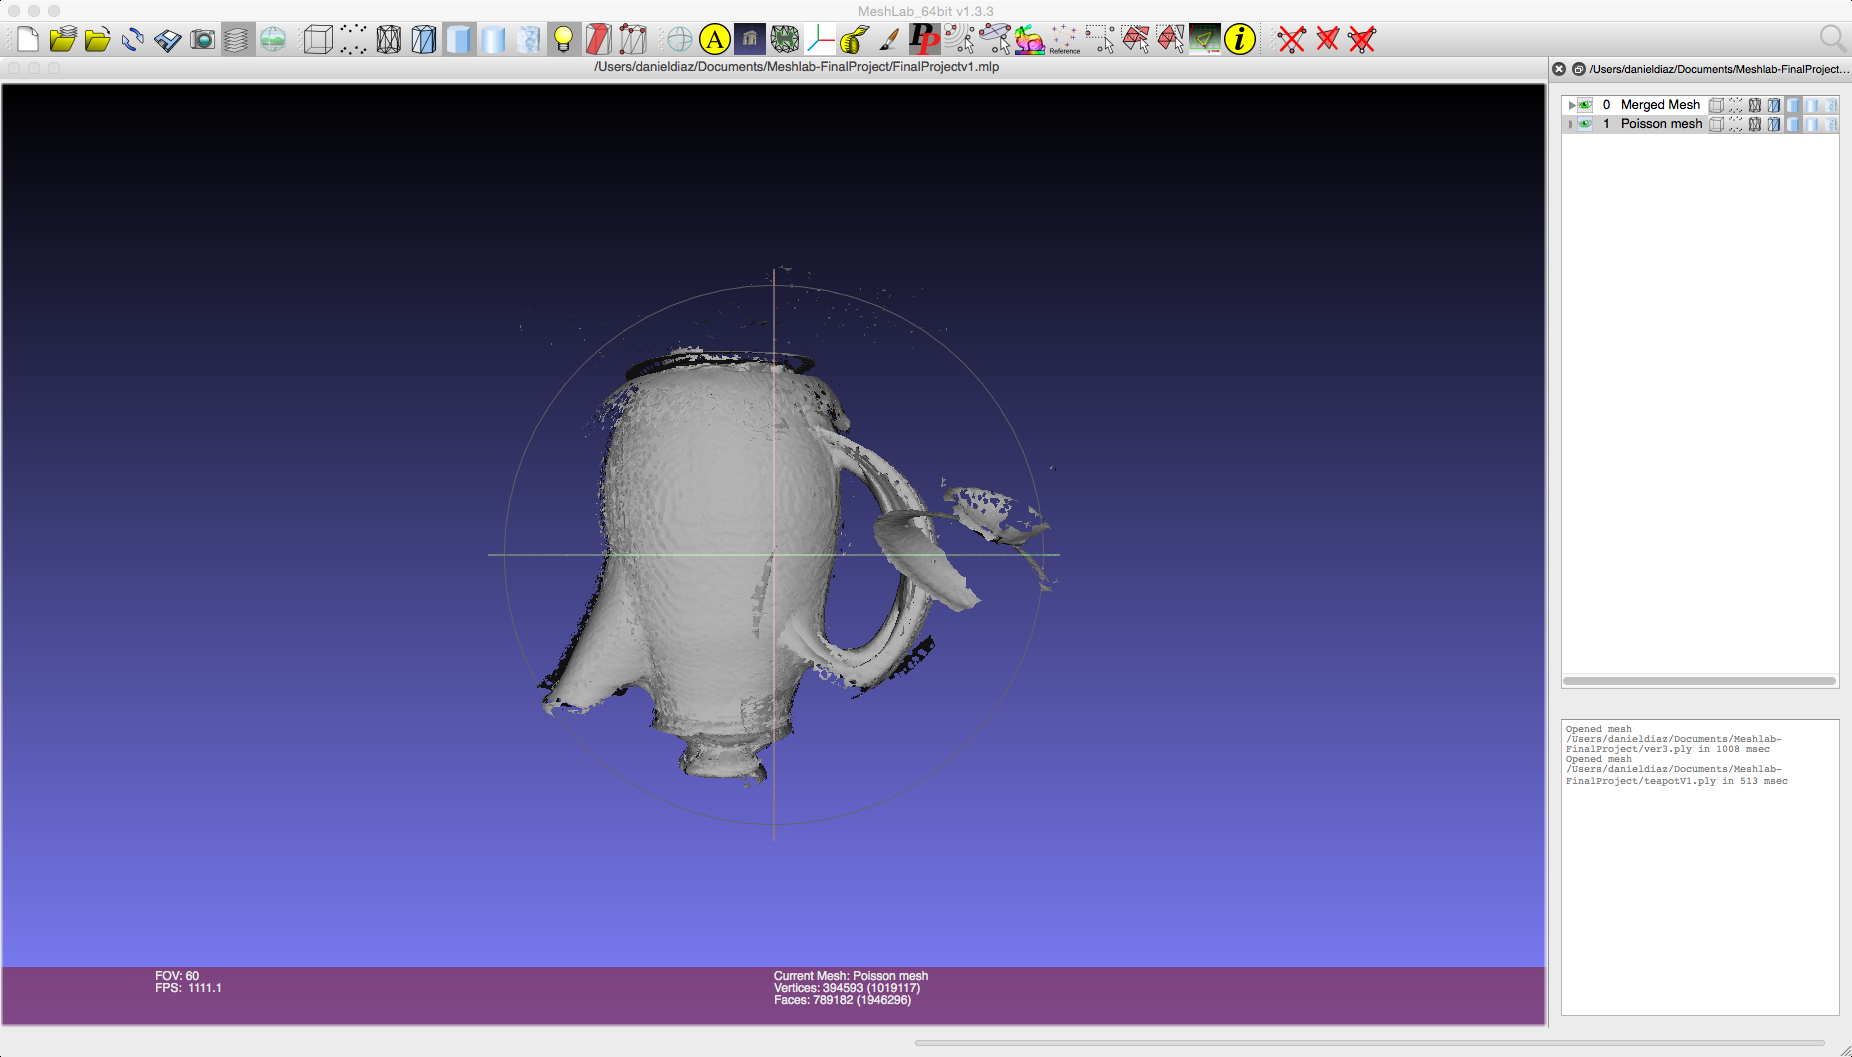 MeshLab_64bit v1.3.3
A
PP
Reference
i
/Users/danieldiaz/Documents/Meshlab-FinalProject/FinalProjectv1.mlp
/Users/danieldiaz/Documents/Meshlab-FinalProject...
0 Merged Mesh
1 Poisson mesh
Opened mesh
/Users/danieldiaz/Documents/Meshlab-
FinalProject/ver3.ply in 1008 msec
Opened mesh
/Users/danieldiaz/Documents/Meshlab-
FinalProject/teapotV1.ply in 513 msec
FOV: 60
FPS: 1111.1
Current Mesh: Poisson mesh
Vertices: 394593 (1019117)
Faces: 789182 (1946296)